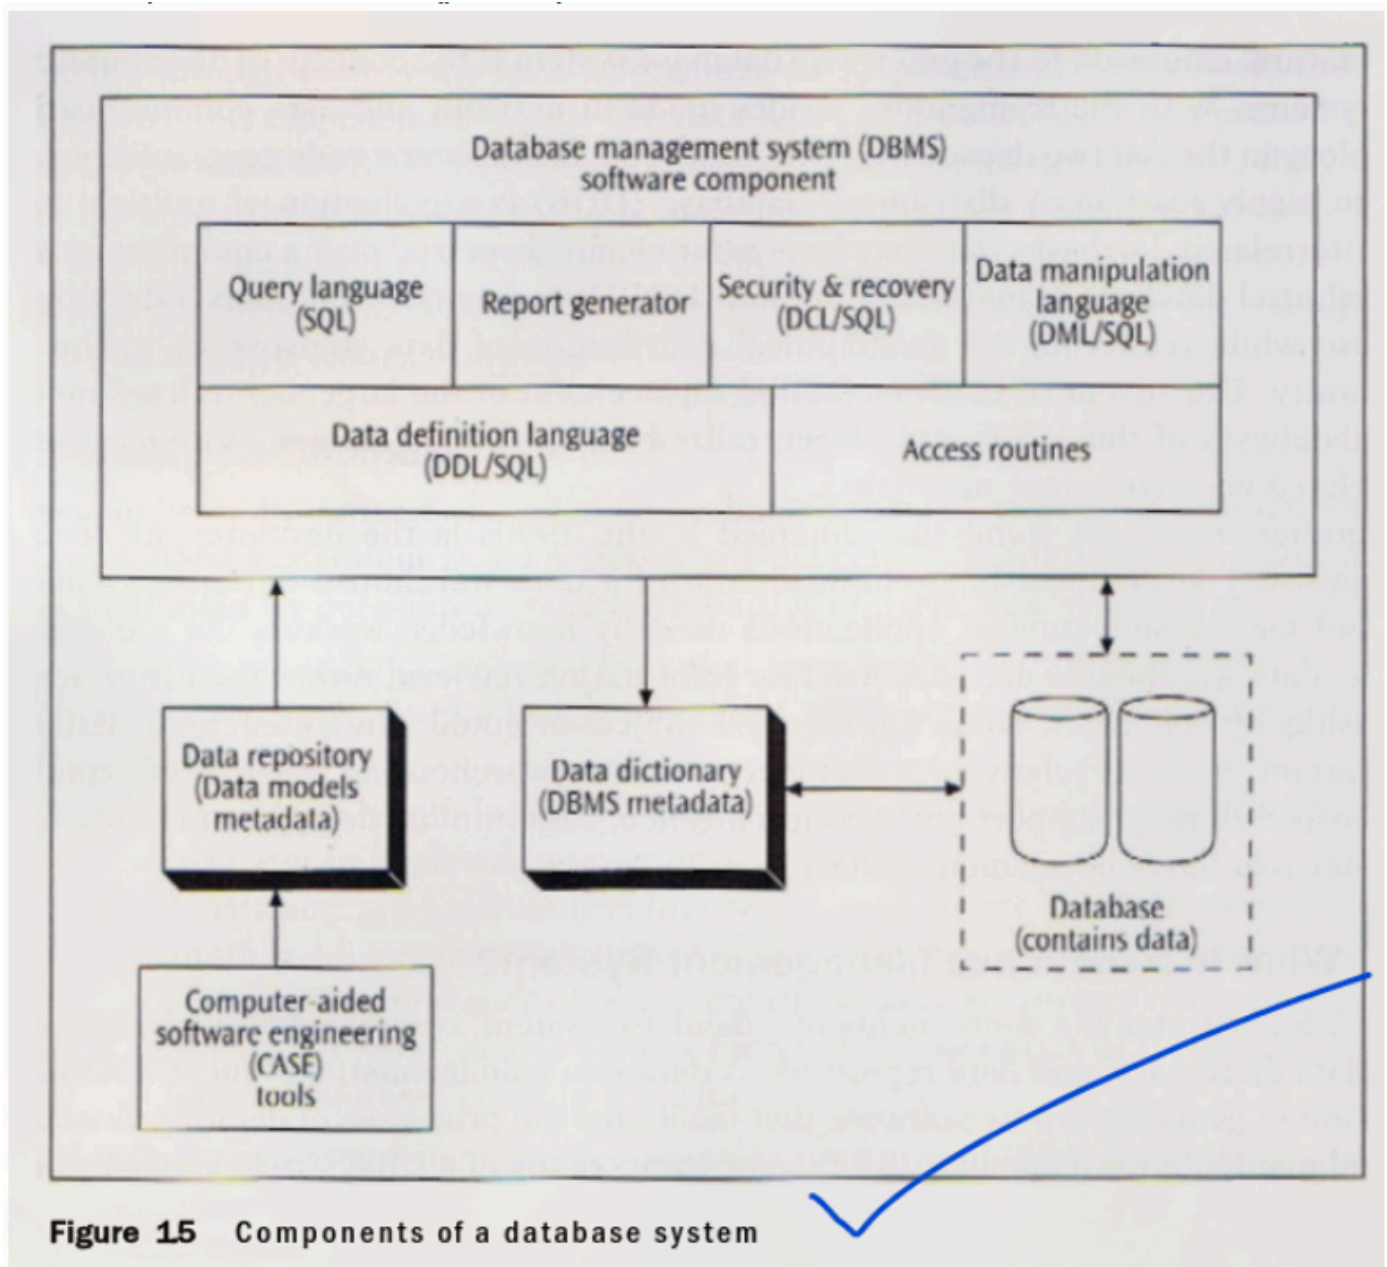 Database management system (DBMS)
software component
Query language
(SQL)
Report generator
Security & recovery
(DCL/SQL)
Data manipulation
language
(DML/SQL)
Data definition language
(DDL/SQL)
Access routines
Data repository
(Data models
metadata)
Data dictionary
(DBMS metadata)
Database
(contains data)
Computer-aided
software engineering
(CASE)
tools
Figure 1.5 Components of a database system